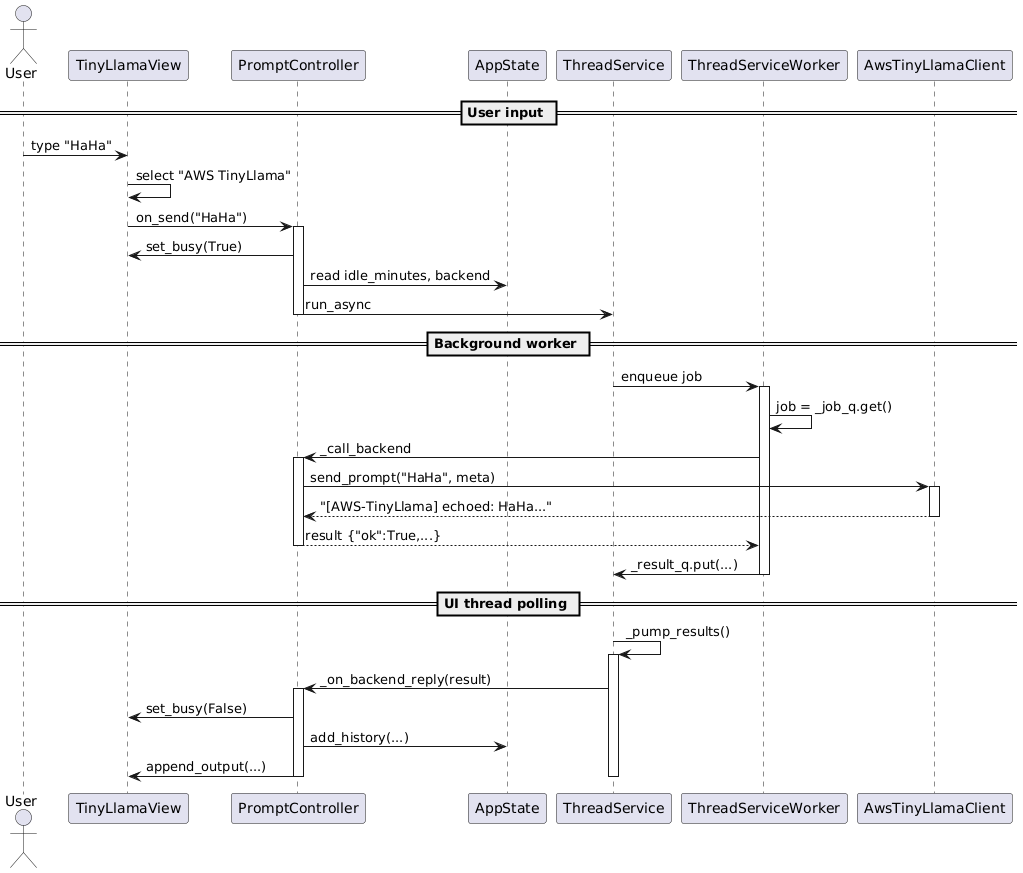 User
TinyLlamaView
PromptController
AppState
ThreadService
ThreadServiceWorker
AwsTinyLlamaClient
User input
type "HaHa"
select "AWS TinyLlama"
on_send("HaHa")
set_busy(True)
read idle_minutes, backend
run_async
Background worker
enqueue job
job = _job_q.get()
_call_backend
send_prompt("HaHa", meta)
"[AWS-TinyLlama] echoed: HaHa..."
result {"ok":True,...}
_result_q.put(...)
UI thread polling
_pump_results()
_on_backend_reply(result)
set_busy(False)
add_history(...)
append_output(...)
User
TinyLlamaView
PromptController
AppState
ThreadService
ThreadServiceWorker
AwsTinyLlamaClient